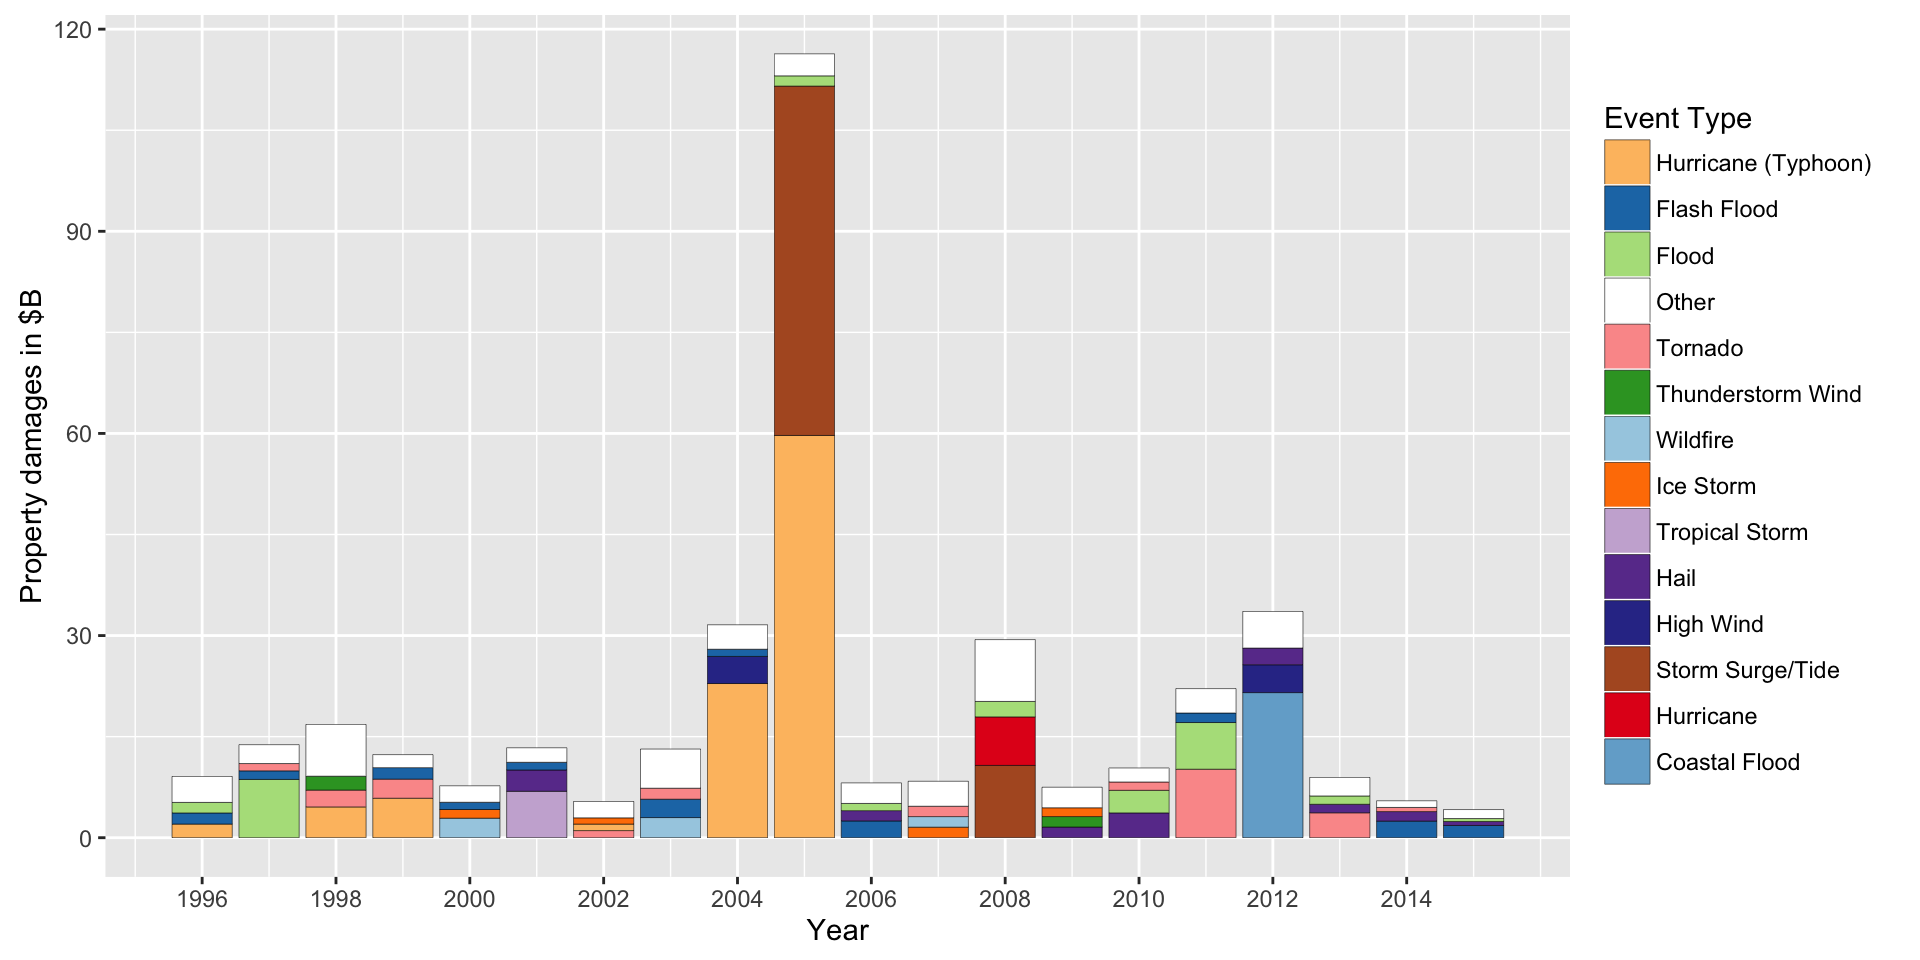 120
90
60
30
0
Property damages in $B
1996 1998 2000 2002 2004 2006 2008 2010 2012 2014
Year
Event Type
Hurricane (Typhoon)
Flash Flood
Flood
Other
Tornado
Thunderstorm Wind
Wildfire
Ice Storm
Tropical Storm
Hail
High Wind
Storm Surge/Tide
Hurricane
Coastal Flood